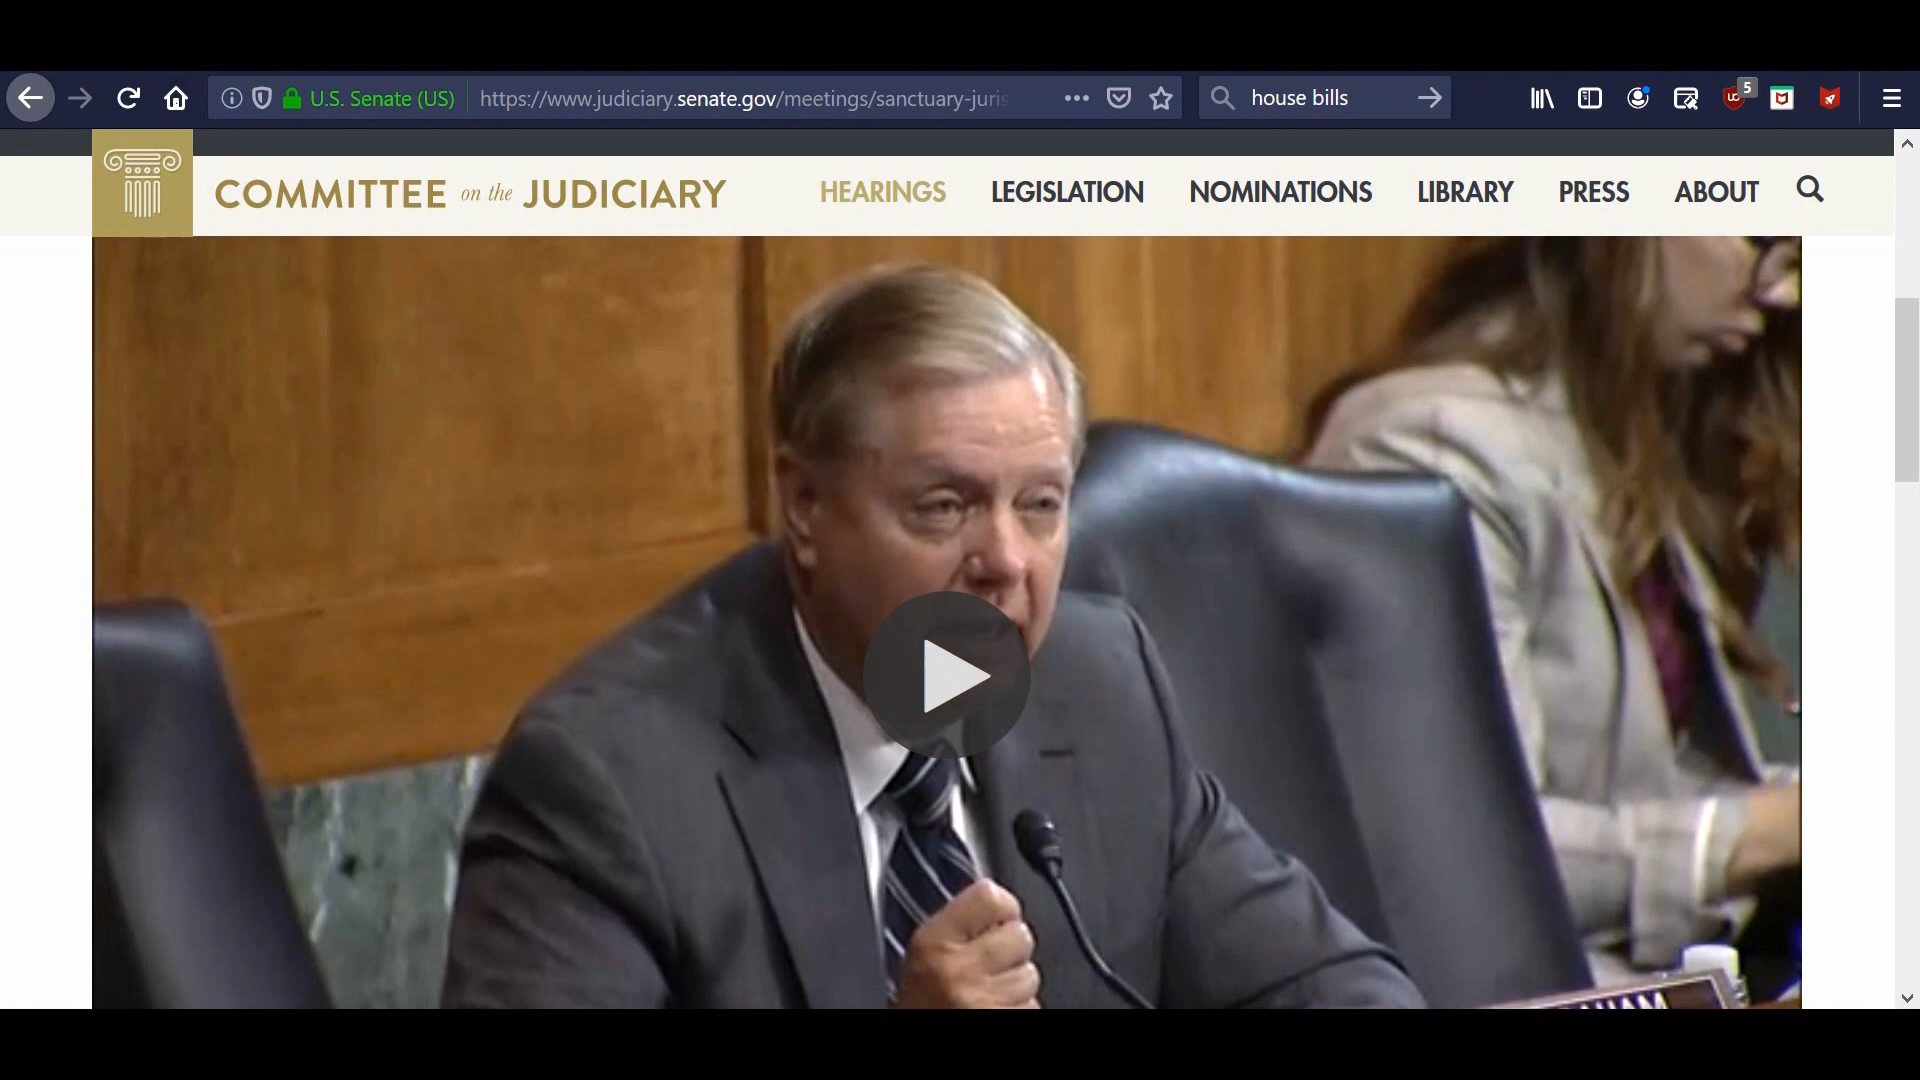 U.S. Senate (US) https://www.judiciary.senate.gov/meetings/sanctuary-juris house bills 5
COMMITTEE on the JUDICIARY HEARINGS LEGISLATION NOMINATIONS LIBRARY PRESS ABOUT